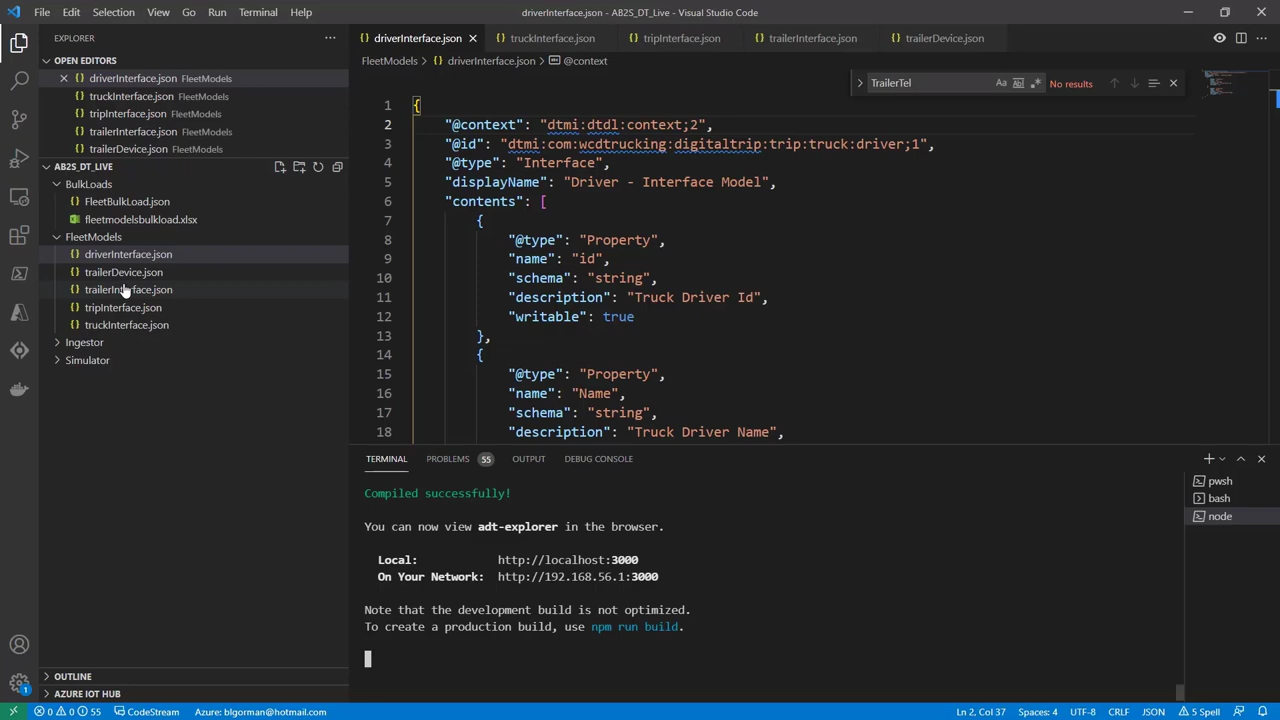 File Edit Selection View Go Run Terminal Help
driverInterface.json - AB2S_DT_Live - Visual Studio Code
EXPLORER
OPEN EDITORS
driverInterface.json FleetModels
truckInterface.json FleetModels
tripInterface.json FleetModels
trailerInterface.json FleetModels
trailerDevice.json FleetModels
AB2S_DT_LIVE
BulkLoads
FleetBulkLoad.json
fleetmodelsbulkload.xlsx
FleetModels
driverInterface.json
trailerDevice.json
trailerInterface.json
tripInterface.json
truckInterface.json
Ingestor
Simulator
OUTLINE
AZURE IOT HUB
driverInterface.json truckInterface.json tripInterface.json trailerInterface.json trailerDevice.json
FleetModels > driverInterface.json > @context
TrailerTel Aa No results
1 {
2 "@context": "dtmi:dtdl:context;2",
3 "@id": "dtmi:com:wcdtrucking:digitaltrip:trip:truck:driver;1",
4 "@type": "Interface",
5 "displayName": "Driver - Interface Model",
6 "contents": [
7 {
8 "@type": "Property",
9 "name": "id",
10 "schema": "string",
11 "description": "Truck Driver Id",
12 "writable": true
13 },
14 {
15 "@type": "Property",
16 "name": "Name",
17 "schema": "string",
18 "description": "Truck Driver Name",
TERMINAL PROBLEMS 55 OUTPUT DEBUG CONSOLE
Compiled successfully!
You can now view adt-explorer in the browser.
Local: http://localhost:3000
On Your Network: http://192.168.56.1:3000
Note that the development build is not optimized.
To create a production build, use npm run build.
pwsh
bash
node
1
0 0 55 CodeStream Azure: blgorman@hotmail.com Ln 2, Col 37 Spaces: 4 UTF-8 CRLF JSON 5 Spell